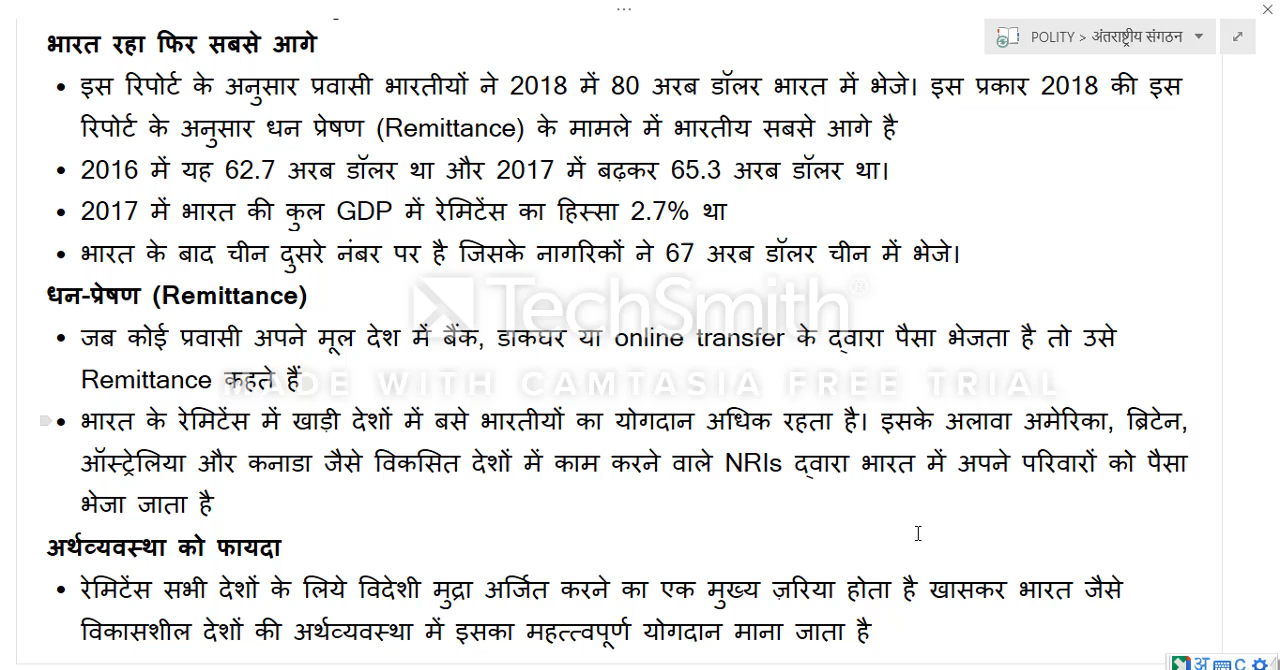 POLITY > अंतराष्ट्रीय संगठन
भारत रहा फिर सबसे आगे
• इस रिपोर्ट के अनुसार प्रवासी भारतीयों ने 2018 में 80 अरब डॉलर भारत में भेजे। इस प्रकार 2018 की इस
रिपोर्ट के अनुसार धन प्रेषण (Remittance) के मामले में भारतीय सबसे आगे है
• 2016 में यह 62.7 अरब डॉलर था और 2017 में बढ़कर 65.3 अरब डॉलर था।
• 2017 में भारत की कुल GDP में रेमिटेंस का हिस्सा 2.7% था
• भारत के बाद चीन दुसरे नंबर पर है जिसके नागरिकों ने 67 अरब डॉलर चीन में भेजे।
TechSmith®
धन-प्रेषण (Remittance)
• जब कोई प्रवासी अपने मूल देश में बैंक, डाकघर या online transfer के द्वारा पैसा भेजता है तो उसे
Remittance कहते हैं
MADE WITH CAMTASIA FREE TRIAL
• भारत के रेमिटेंस में खाड़ी देशों में बसे भारतीयों का योगदान अधिक रहता है। इसके अलावा अमेरिका, ब्रिटेन,
ऑस्ट्रेलिया और कनाडा जैसे विकसित देशों में काम करने वाले NRIs द्वारा भारत में अपने परिवारों को पैसा
भेजा जाता है
अर्थव्यवस्था को फायदा
• रेमिटेंस सभी देशों के लिये विदेशी मुद्रा अर्जित करने का एक मुख्य ज़रिया होता है खासकर भारत जैसे
विकासशील देशों की अर्थव्यवस्था में इसका महत्त्वपूर्ण योगदान माना जाता है
अ